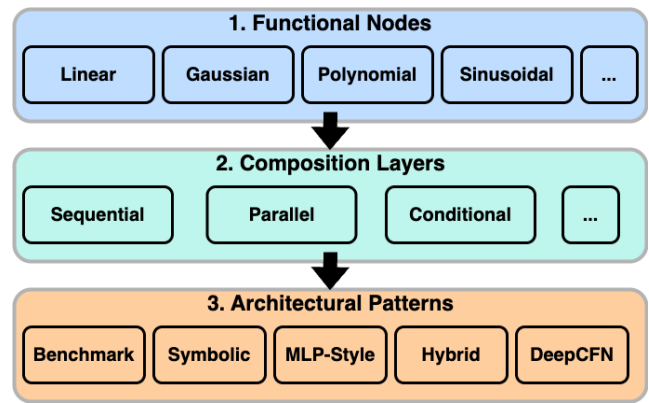 1. Functional Nodes
Linear Gaussian Polynomial Sinusoidal ...
2. Composition Layers
Sequential Parallel Conditional ...
3. Architectural Patterns
Benchmark Symbolic MLP-Style Hybrid DeepCFN